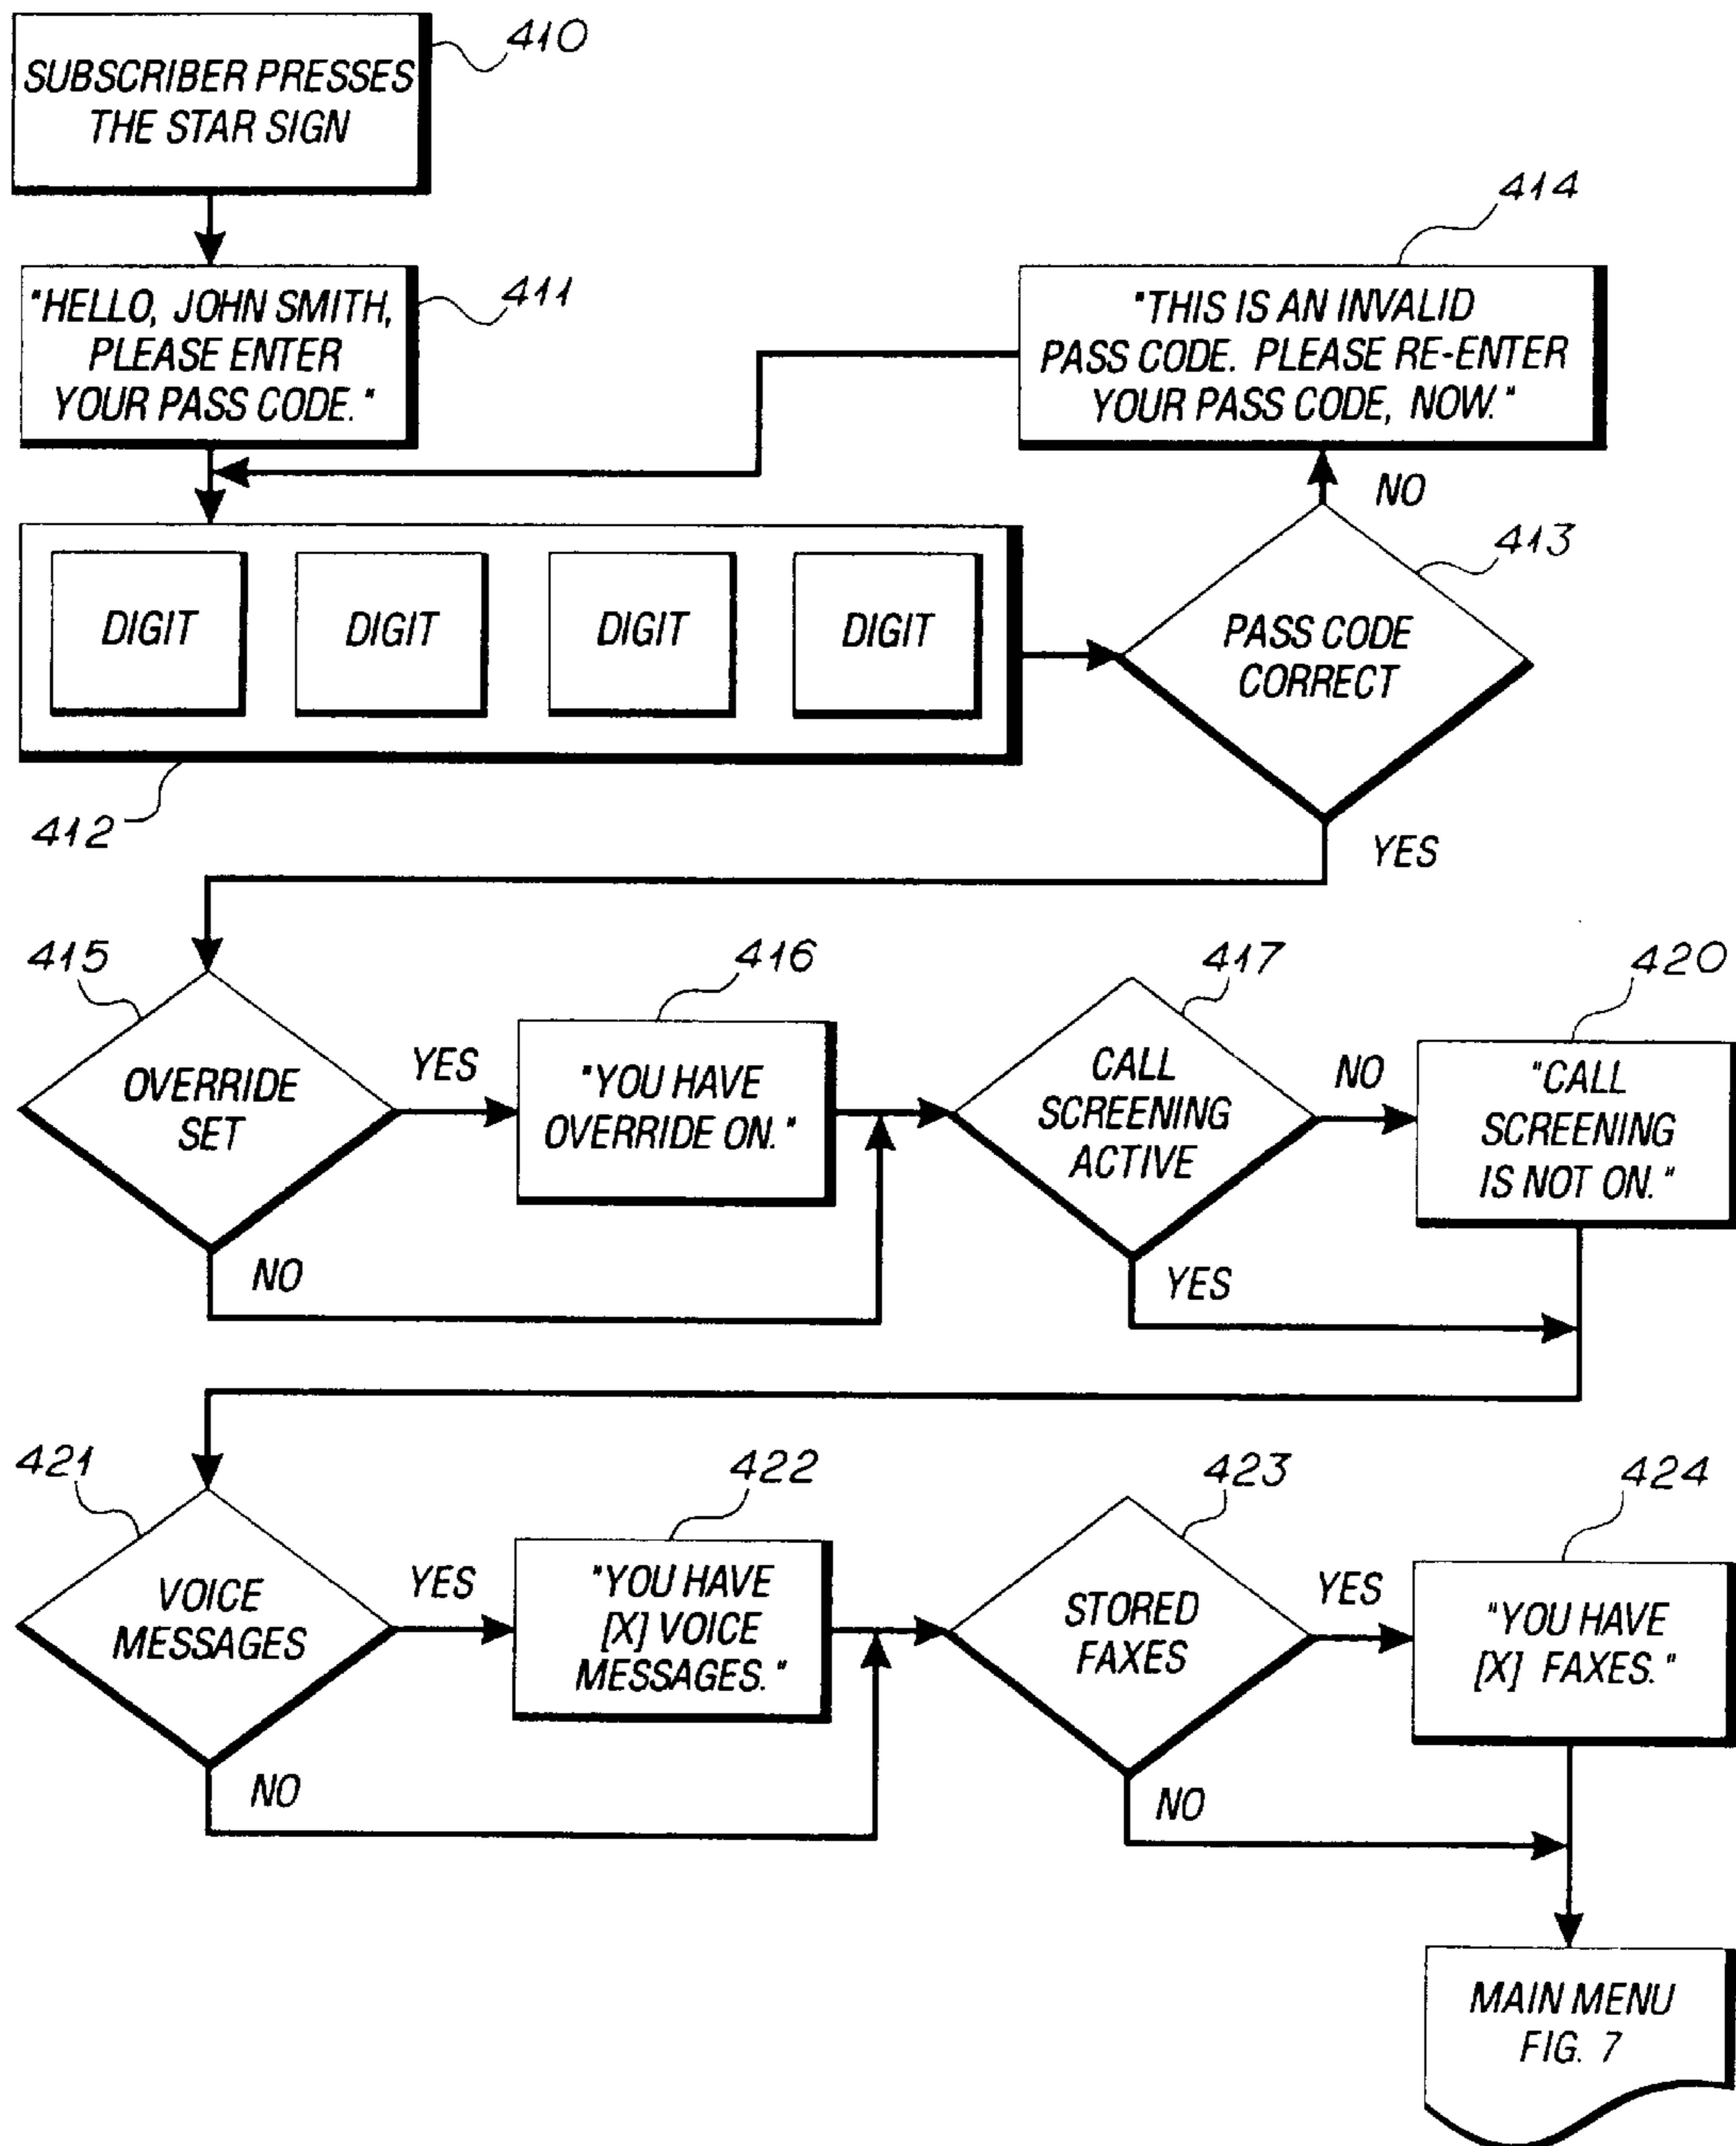 410
SUBSCRIBER PRESSES
THE STAR SIGN
414
"HELLO, JOHN SMITH,
PLEASE ENTER
YOUR PASS CODE."
411
"THIS IS AN INVALID
PASS CODE. PLEASE RE-ENTER
YOUR PASS CODE, NOW."
NO
413
DIGIT DIGIT DIGIT DIGIT
PASS CODE
CORRECT
412
YES
415
OVERRIDE
SET
YES
NO
416
"YOU HAVE
OVERRIDE ON."
417
CALL
SCREENING
ACTIVE
NO
YES
420
"CALL
SCREENING
IS NOT ON."
421
VOICE
MESSAGES
YES
NO
422
"YOU HAVE
[X] VOICE
MESSAGES."
423
STORED
FAXES
YES
NO
424
"YOU HAVE
[X] FAXES."
MAIN MENU
FIG. 7